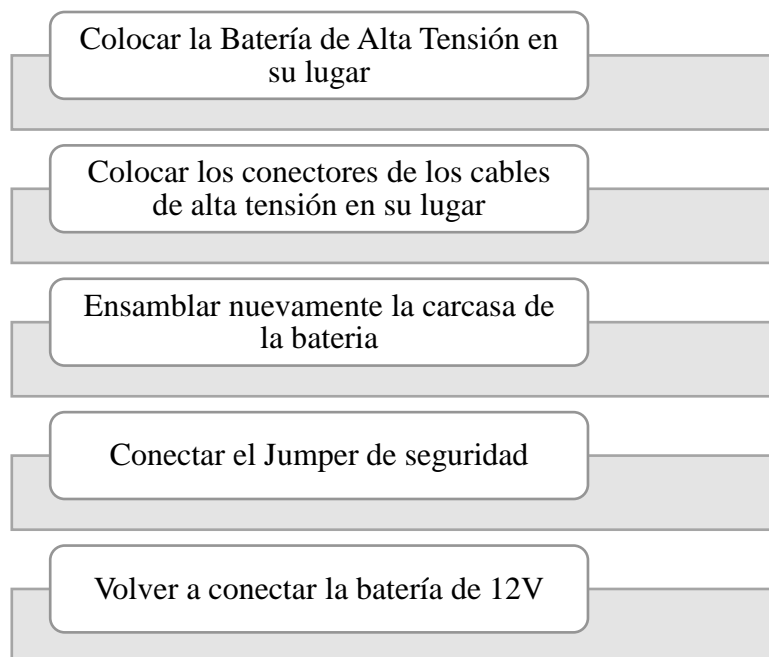 Colocar la Batería de Alta Tensión en
su lugar
Colocar los conectores de los cables
de alta tensión en su lugar
Ensamblar nuevamente la carcasa de
la bateria
Conectar el Jumper de seguridad
Volver a conectar la batería de 12V